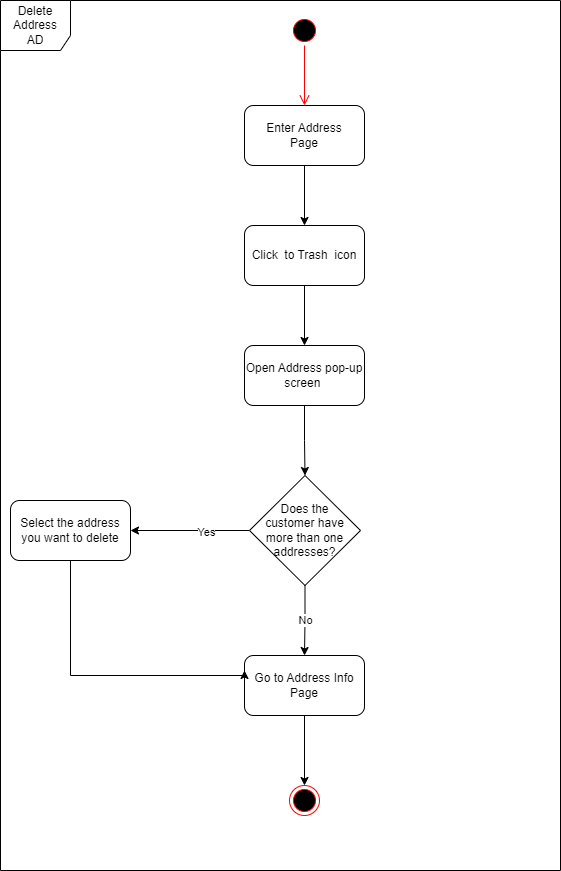 Delete
Address
AD
Enter Address
Page
Click  to Trash  icon
Open Address pop-up
screen
Does the
customer have
more than one
addresses?
Yes
Select the address
you want to delete
No
Go to Address Info
Page